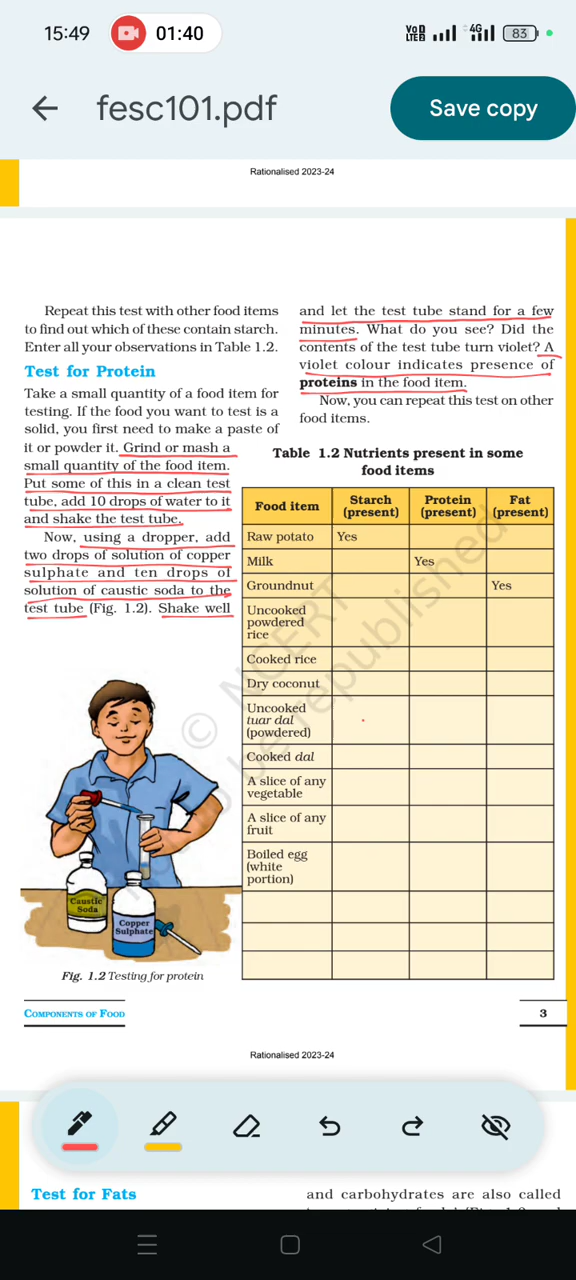 15:49
01:40
Vo D
LTE 2
4G
83
fesc101.pdf
Save copy
Rationalised 2023-24
Repeat this test with other food items
to find out which of these contain starch.
Enter all your observations in Table 1.2.
Test for Protein
Take a small quantity of a food item for
testing. If the food you want to test is a
solid, you first need to make a paste of
it or powder it. Grind or mash a
small quantity of the food item.
Put some of this in a clean test
tube, add 10 drops of water to it
and shake the test tube.
Now, using a dropper, add
two drops of solution of copper
sulphate and ten drops of
solution of caustic soda to the
test tube (Fig. 1.2). Shake well
Caustic
Soda
Copper
Sulphate
Fig. 1.2 Testing for protein
and let the test tube stand for a few
minutes. What do you see? Did the
contents of the test tube turn violet? A
violet colour indicates presence of
proteins in the food item.
Now, you can repeat this test on other
food items.
Table 1.2 Nutrients present in some
food items
Food item Starch (present) Protein (present) Fat (present)
Raw potato Yes
Milk Yes
Groundnut Yes
Uncooked
powdered
rice
Cooked rice
Dry coconut
Uncooked
tuar dal
(powdered)
Cooked dal
A slice of any
vegetable
A slice of any
fruit
Boiled egg
(white
portion)
© NCERT
be republished
COMPONENTS OF FOOD
3
Rationalised 2023-24
Test for Fats
and carbohydrates are also called